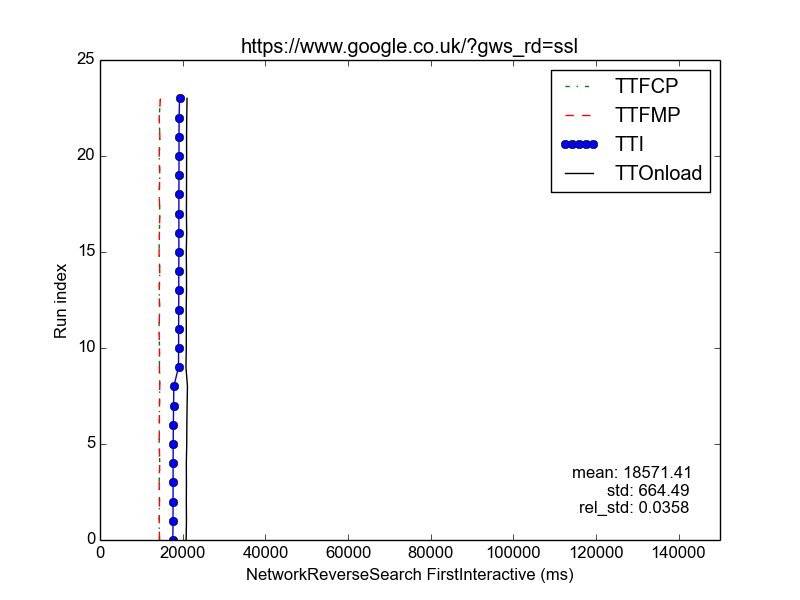 https://www.google.co.uk/?gws_rd=ssl
TTFCP
TTFMP
TTI
TTOnload
25
20
15
10
5
0
Run index
mean: 18571.41
std: 664.49
rel_std: 0.0358
0 20000 40000 60000 80000 100000 120000 140000
NetworkReverseSearch FirstInteractive (ms)